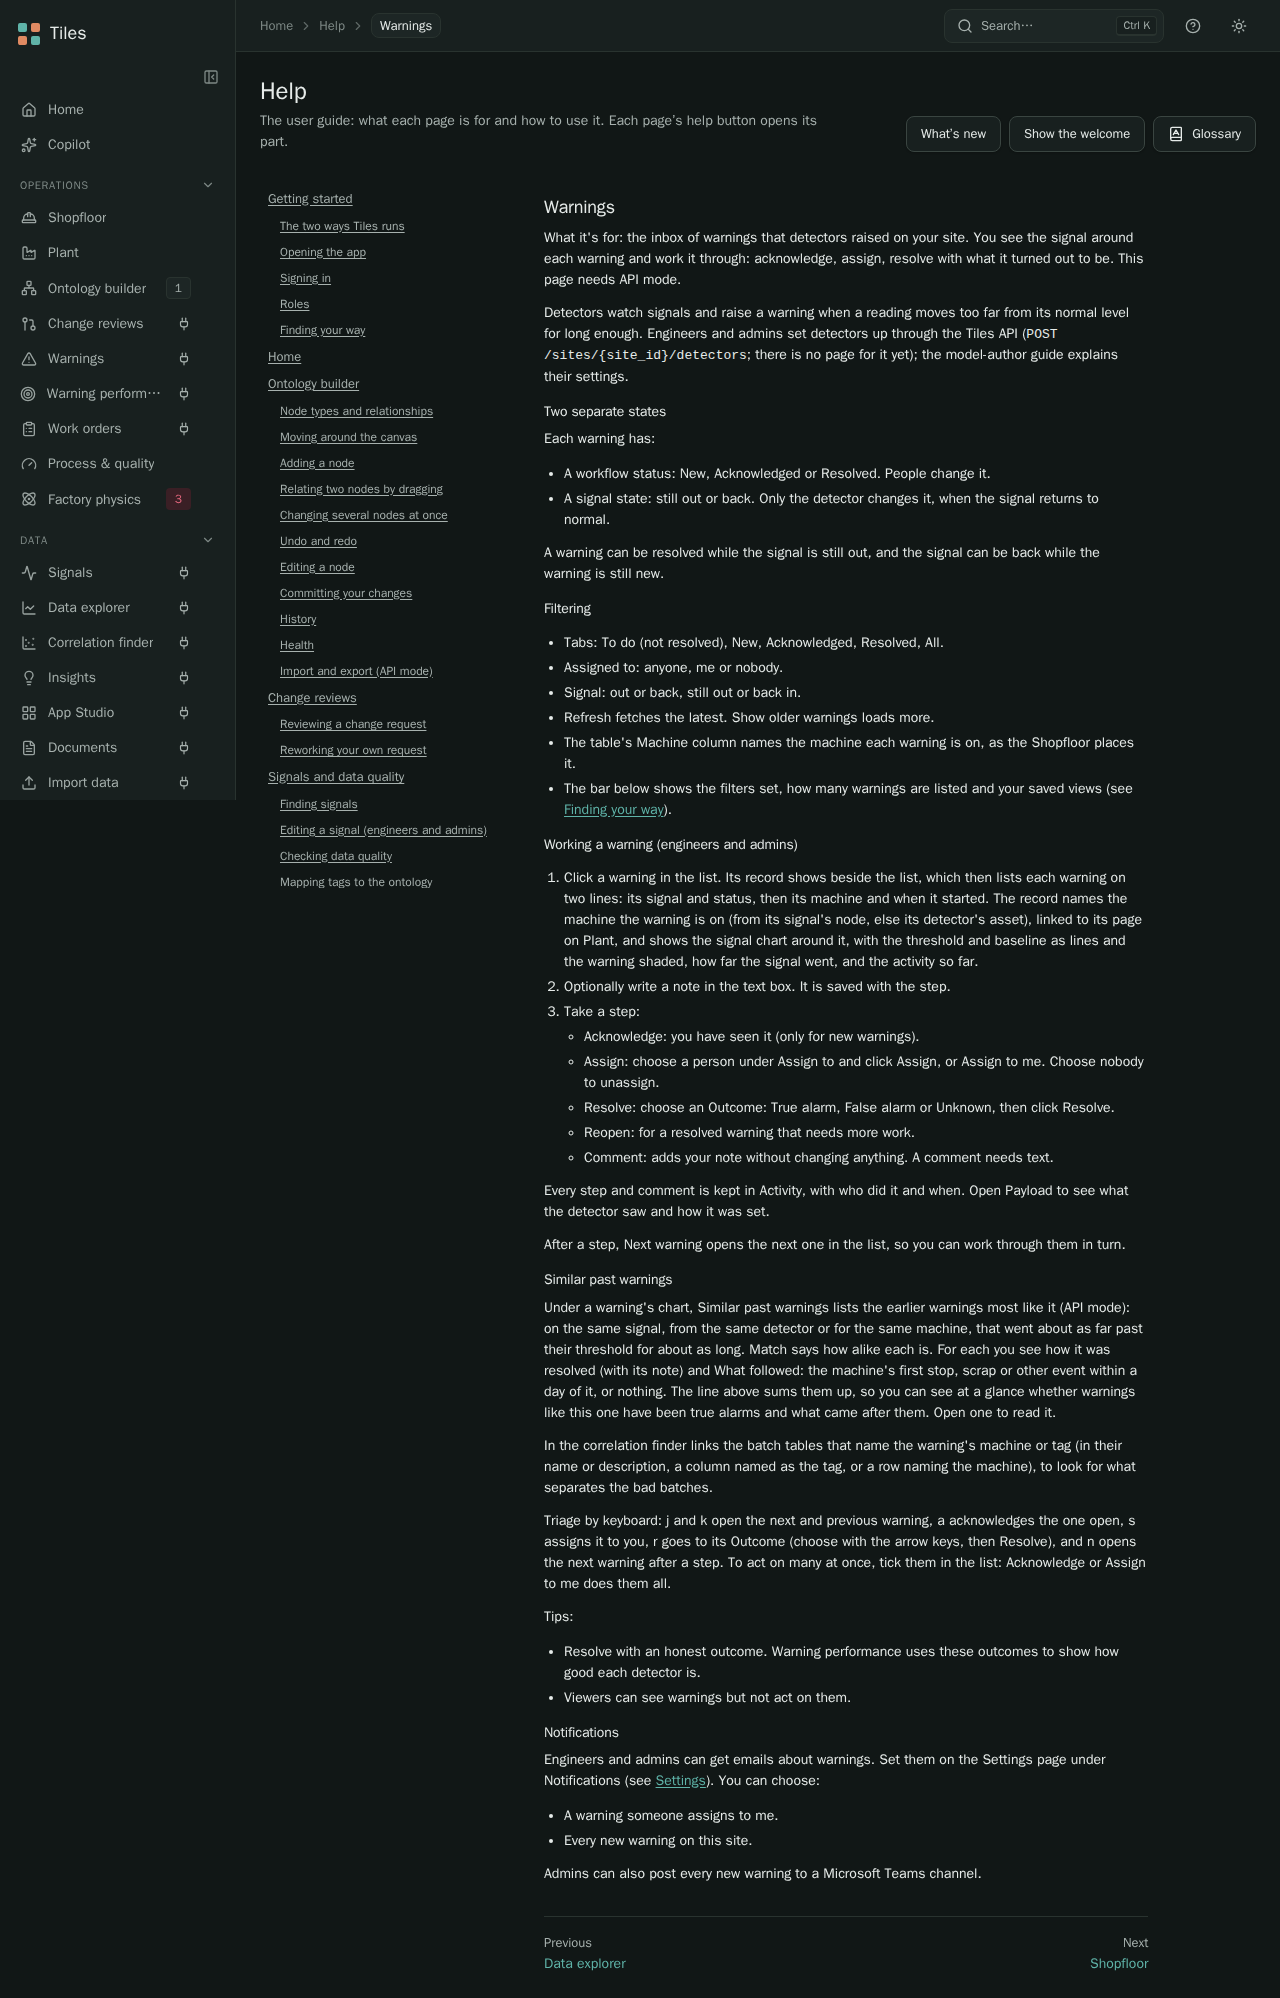 Tiles
Home
Copilot
OPERATIONS
Shopfloor
Plant
Ontology builder 1
Change reviews
Warnings
Warning perform···
Work orders
Process & quality
Factory physics 3
DATA
Signals
Data explorer
Correlation finder
Insights
App Studio
Documents
Import data
Home > Help > Warnings
Search··· Ctrl K
Help
The user guide: what each page is for and how to use it. Each page's help button opens its
part.
What's new
Show the welcome
Glossary
Getting started
The two ways Tiles runs
Opening the app
Signing in
Roles
Finding your way
Home
Ontology builder
Node types and relationships
Moving around the canvas
Adding a node
Relating two nodes by dragging
Changing several nodes at once
Undo and redo
Editing a node
Committing your changes
History
Health
Import and export (API mode)
Change reviews
Reviewing a change request
Reworking your own request
Signals and data quality
Finding signals
Editing a signal (engineers and admins)
Checking data quality
Mapping tags to the ontology
Warnings
What it's for: the inbox of warnings that detectors raised on your site. You see the signal around
each warning and work it through: acknowledge, assign, resolve with what it turned out to be. This
page needs API mode.
Detectors watch signals and raise a warning when a reading moves too far from its normal level
for long enough. Engineers and admins set detectors up through the Tiles API (POST
/sites/{site_id}/detectors; there is no page for it yet); the model-author guide explains
their settings.
Two separate states
Each warning has:
• A workflow status: New, Acknowledged or Resolved. People change it.
• A signal state: still out or back. Only the detector changes it, when the signal returns to
normal.
A warning can be resolved while the signal is still out, and the signal can be back while the
warning is still new.
Filtering
• Tabs: To do (not resolved), New, Acknowledged, Resolved, All.
• Assigned to: anyone, me or nobody.
• Signal: out or back, still out or back in.
• Refresh fetches the latest. Show older warnings loads more.
• The table's Machine column names the machine each warning is on, as the Shopfloor places
it.
• The bar below shows the filters set, how many warnings are listed and your saved views (see
Finding your way).
Working a warning (engineers and admins)
1. Click a warning in the list. Its record shows beside the list, which then lists each warning on
two lines: its signal and status, then its machine and when it started. The record names the
machine the warning is on (from its signal's node, else its detector's asset), linked to its page
on Plant, and shows the signal chart around it, with the threshold and baseline as lines and
the warning shaded, how far the signal went, and the activity so far.
2. Optionally write a note in the text box. It is saved with the step.
3. Take a step:
◦ Acknowledge: you have seen it (only for new warnings).
◦ Assign: choose a person under Assign to and click Assign, or Assign to me. Choose nobody
to unassign.
◦ Resolve: choose an Outcome: True alarm, False alarm or Unknown, then click Resolve.
◦ Reopen: for a resolved warning that needs more work.
◦ Comment: adds your note without changing anything. A comment needs text.
Every step and comment is kept in Activity, with who did it and when. Open Payload to see what
the detector saw and how it was set.
After a step, Next warning opens the next one in the list, so you can work through them in turn.
Similar past warnings
Under a warning's chart, Similar past warnings lists the earlier warnings most like it (API mode):
on the same signal, from the same detector or for the same machine, that went about as far past
their threshold for about as long. Match says how alike each is. For each you see how it was
resolved (with its note) and What followed: the machine's first stop, scrap or other event within a
day of it, or nothing. The line above sums them up, so you can see at a glance whether warnings
like this one have been true alarms and what came after them. Open one to read it.
In the correlation finder links the batch tables that name the warning's machine or tag (in their
name or description, a column named as the tag, or a row naming the machine), to look for what
separates the bad batches.
Triage by keyboard: j and k open the next and previous warning, a acknowledges the one open, s
assigns it to you, r goes to its Outcome (choose with the arrow keys, then Resolve), and n opens
the next warning after a step. To act on many at once, tick them in the list: Acknowledge or Assign
to me does them all.
Tips:
• Resolve with an honest outcome. Warning performance uses these outcomes to show how
good each detector is.
• Viewers can see warnings but not act on them.
Notifications
Engineers and admins can get emails about warnings. Set them on the Settings page under
Notifications (see Settings). You can choose:
• A warning someone assigns to me.
• Every new warning on this site.
Admins can also post every new warning to a Microsoft Teams channel.
Previous
Data explorer
Next
Shopfloor